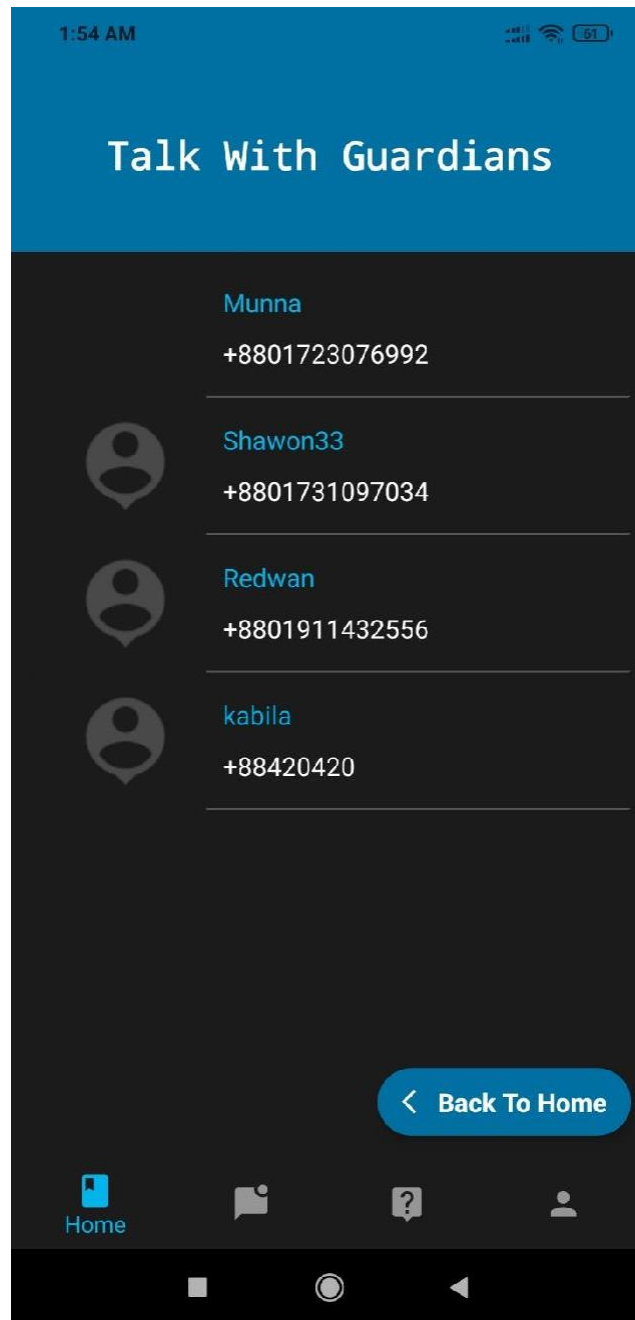 1:54 AM
61
Talk With Guardians
Munna
+8801723076992
Shawon33
+8801731097034
Redwan
+8801911432556
kabila
+88420420
Back To Home
Home